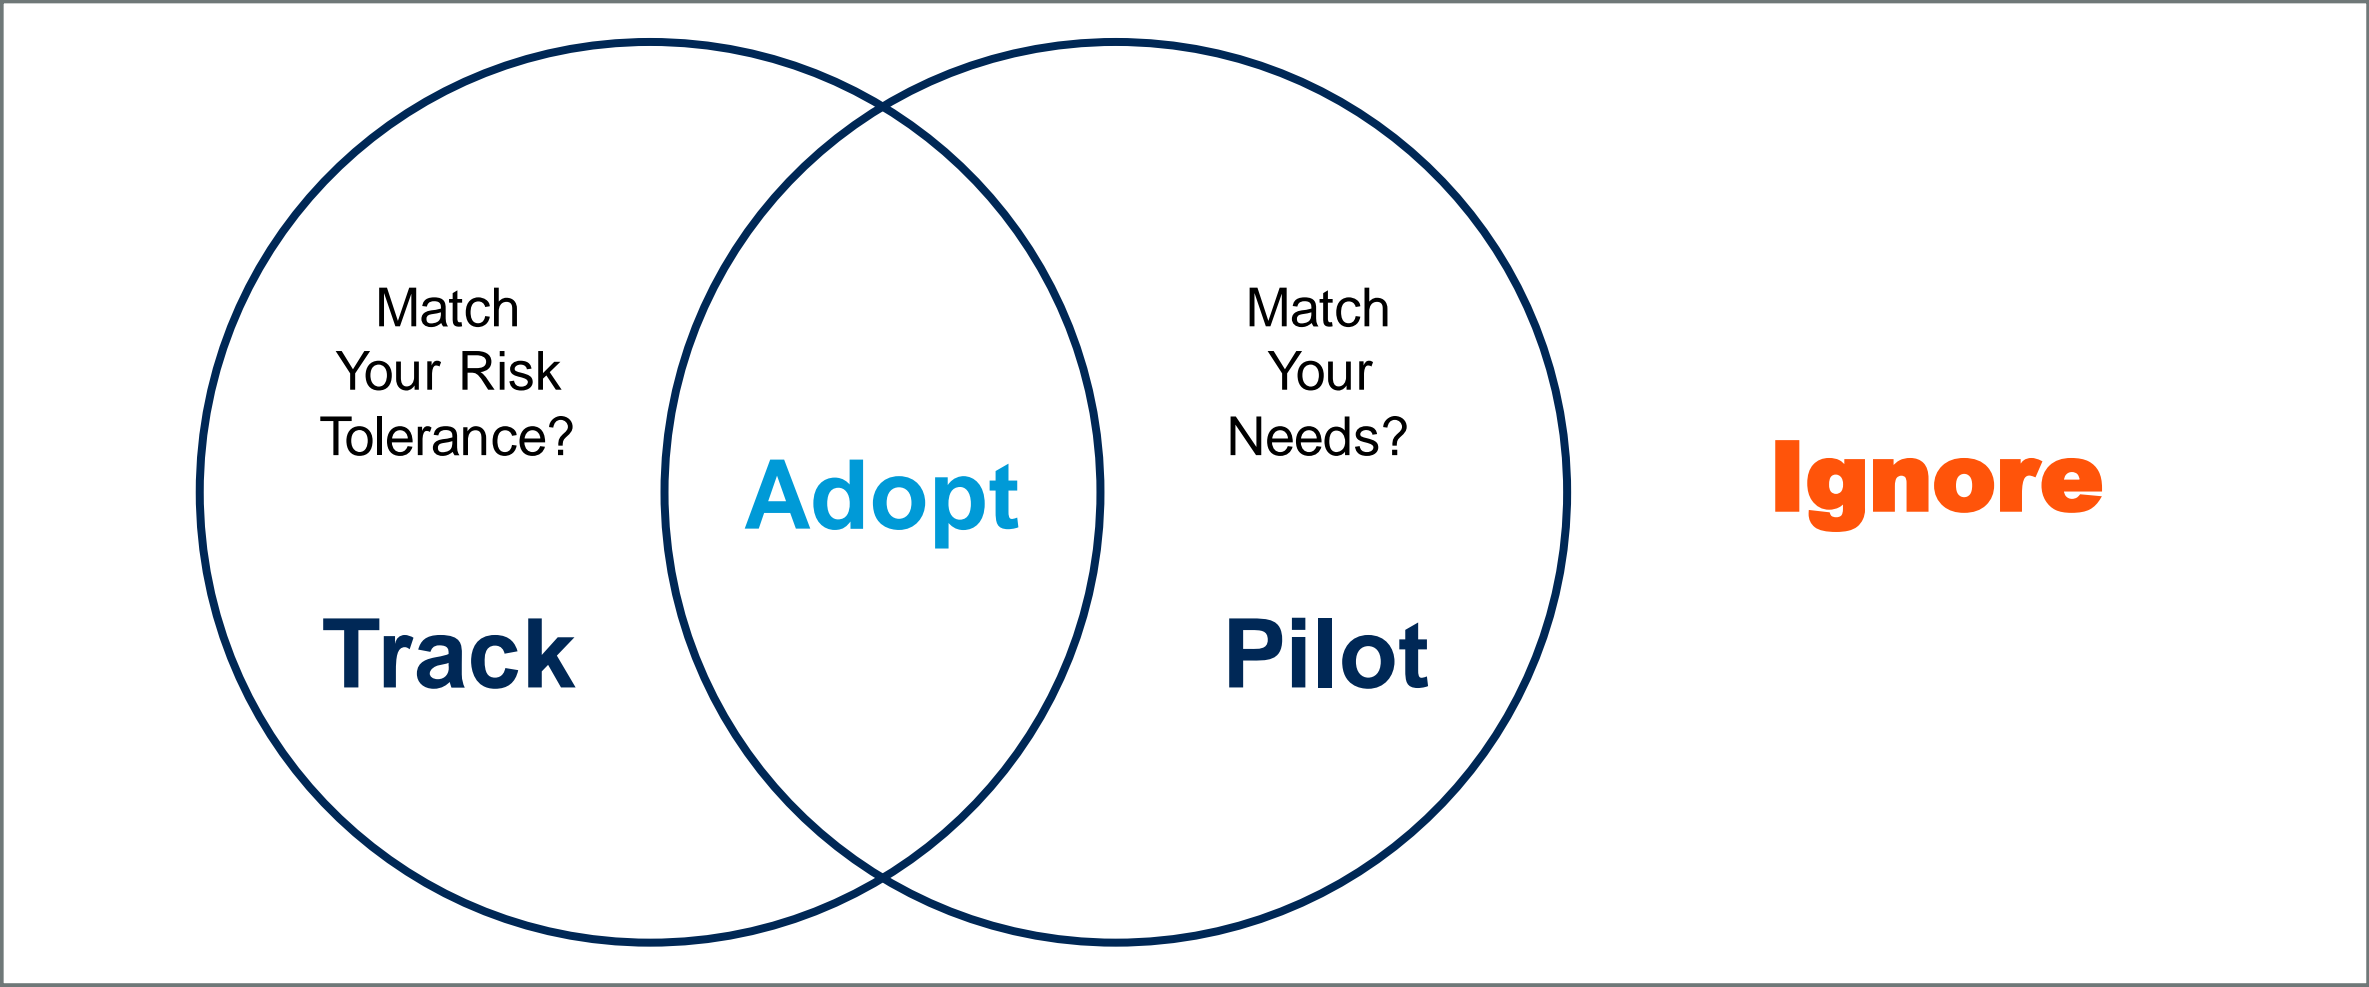 Match
Your Risk
Tolerance?
Track
Adopt
Match
Your
Needs?
Pilot
Ignore